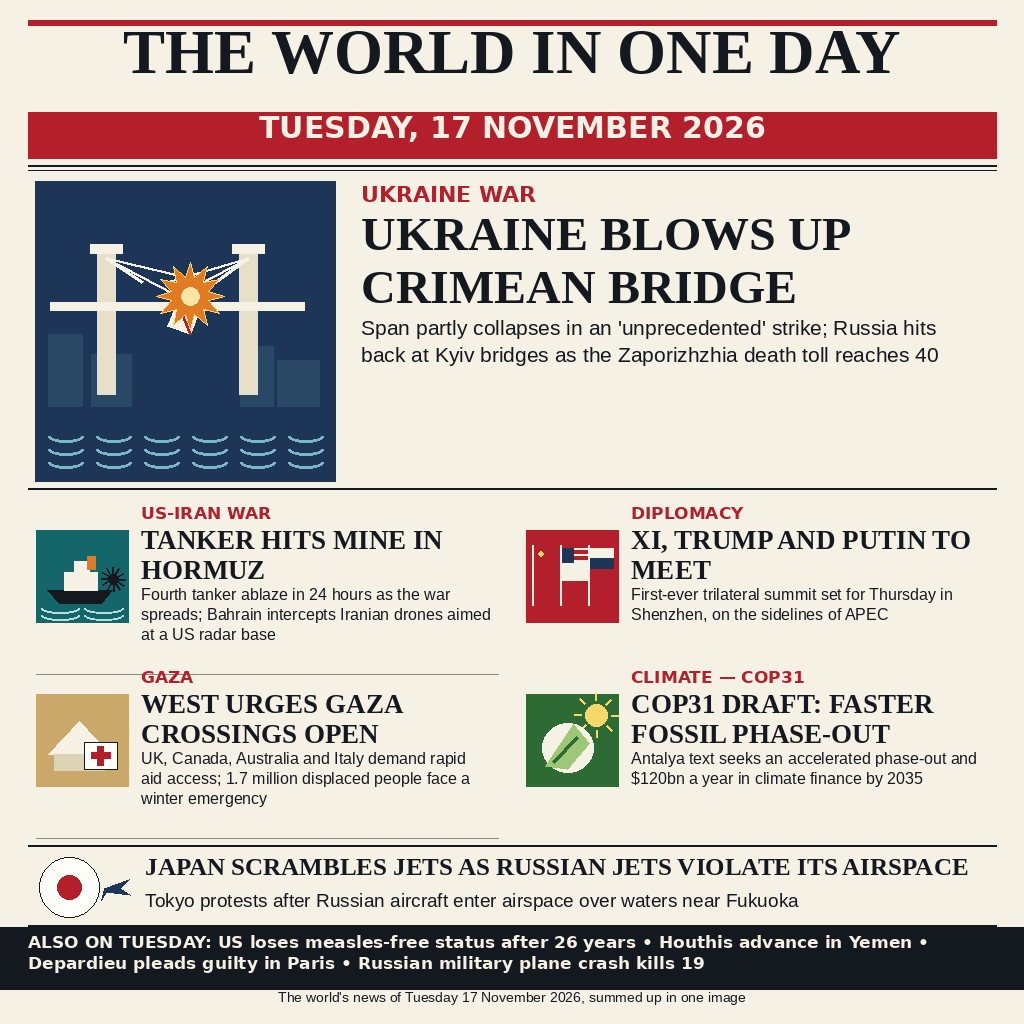 THE WORLD IN ONE DAY
TUESDAY, 17 NOVEMBER 2026
UKRAINE WAR
UKRAINE BLOWS UP
CRIMEAN BRIDGE
Span partly collapses in an 'unprecedented' strike; Russia hits
back at Kyiv bridges as the Zaporizhzhia death toll reaches 40
US-IRAN WAR
TANKER HITS MINE IN
HORMUZ
Fourth tanker ablaze in 24 hours as the war
spreads; Bahrain intercepts Iranian drones aimed
at a US radar base
DIPLOMACY
XI, TRUMP AND PUTIN TO
MEET
First-ever trilateral summit set for Thursday in
Shenzhen, on the sidelines of APEC
GAZA
WEST URGES GAZA
CROSSINGS OPEN
UK, Canada, Australia and Italy demand rapid
aid access; 1.7 million displaced people face a
winter emergency
CLIMATE — COP31
COP31 DRAFT: FASTER
FOSSIL PHASE-OUT
Antalya text seeks an accelerated phase-out and
$120bn a year in climate finance by 2035
JAPAN SCRAMBLES JETS AS RUSSIAN JETS VIOLATE ITS AIRSPACE
Tokyo protests after Russian aircraft enter airspace over waters near Fukuoka
ALSO ON TUESDAY: US loses measles-free status after 26 years • Houthis advance in Yemen •
Depardieu pleads guilty in Paris • Russian military plane crash kills 19
The world's news of Tuesday 17 November 2026, summed up in one image